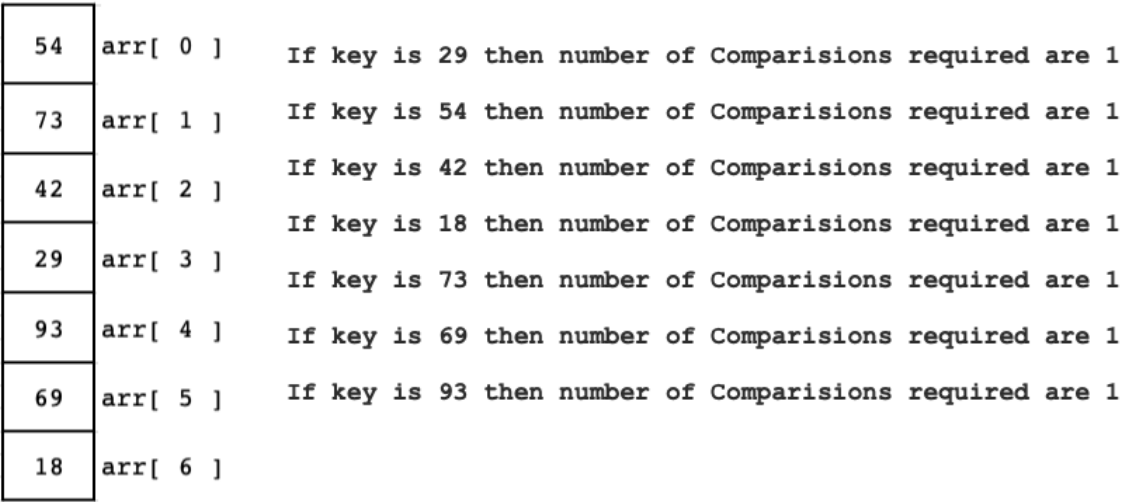 54 arr[ 0 ]
73 arr[ 1 ]
42 arr[ 2 ]
29 arr[ 3 ]
93 arr[ 4 ]
69 arr[ 5 ]
18 arr[ 6 ]
If key is 29 then number of Comparisions required are 1
If key is 54 then number of Comparisions required are 1
If key is 42 then number of Comparisions required are 1
If key is 18 then number of Comparisions required are 1
If key is 73 then number of Comparisions required are 1
If key is 69 then number of Comparisions required are 1
If key is 93 then number of Comparisions required are 1